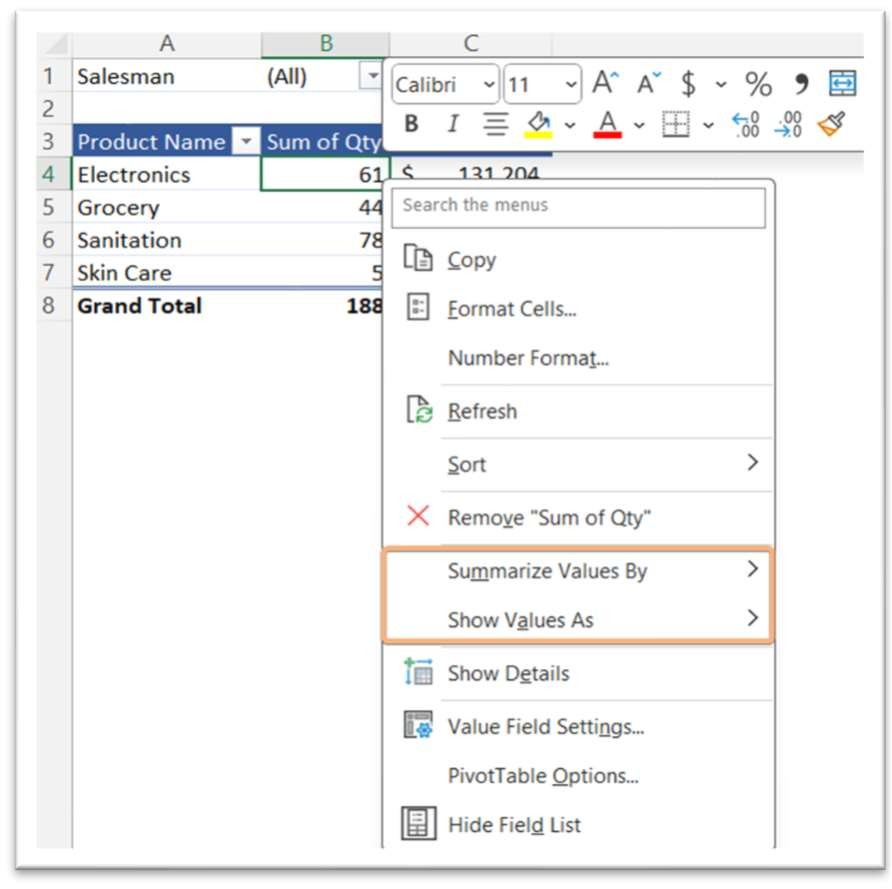 A B C
1 Salesman (All) Calibri 11 A^ Aˇ $ % ,
2 B I A .00 .00
3 Product Name Sum of Qty
4 Electronics 61 $ 131,204
5 Grocery 44
6 Sanitation 78
7 Skin Care 5
8 Grand Total 188
Search the menus
Copy
Format Cells...
Number Format...
Refresh
Sort
Remove "Sum of Qty"
Summarize Values By
Show Values As
Show Details
Value Field Settings...
PivotTable Options...
Hide Field List